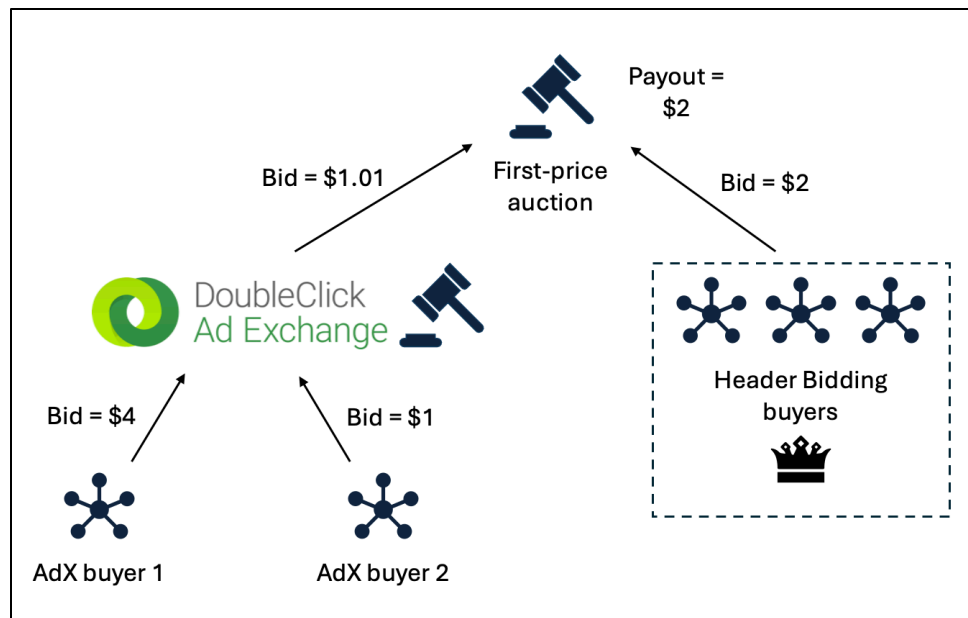 Payout =
$2
First-price
auction
Bid = $1.01
Bid = $2
DoubleClick
Ad Exchange
Header Bidding
buyers
Bid = $4
Bid = $1
AdX buyer 1
AdX buyer 2